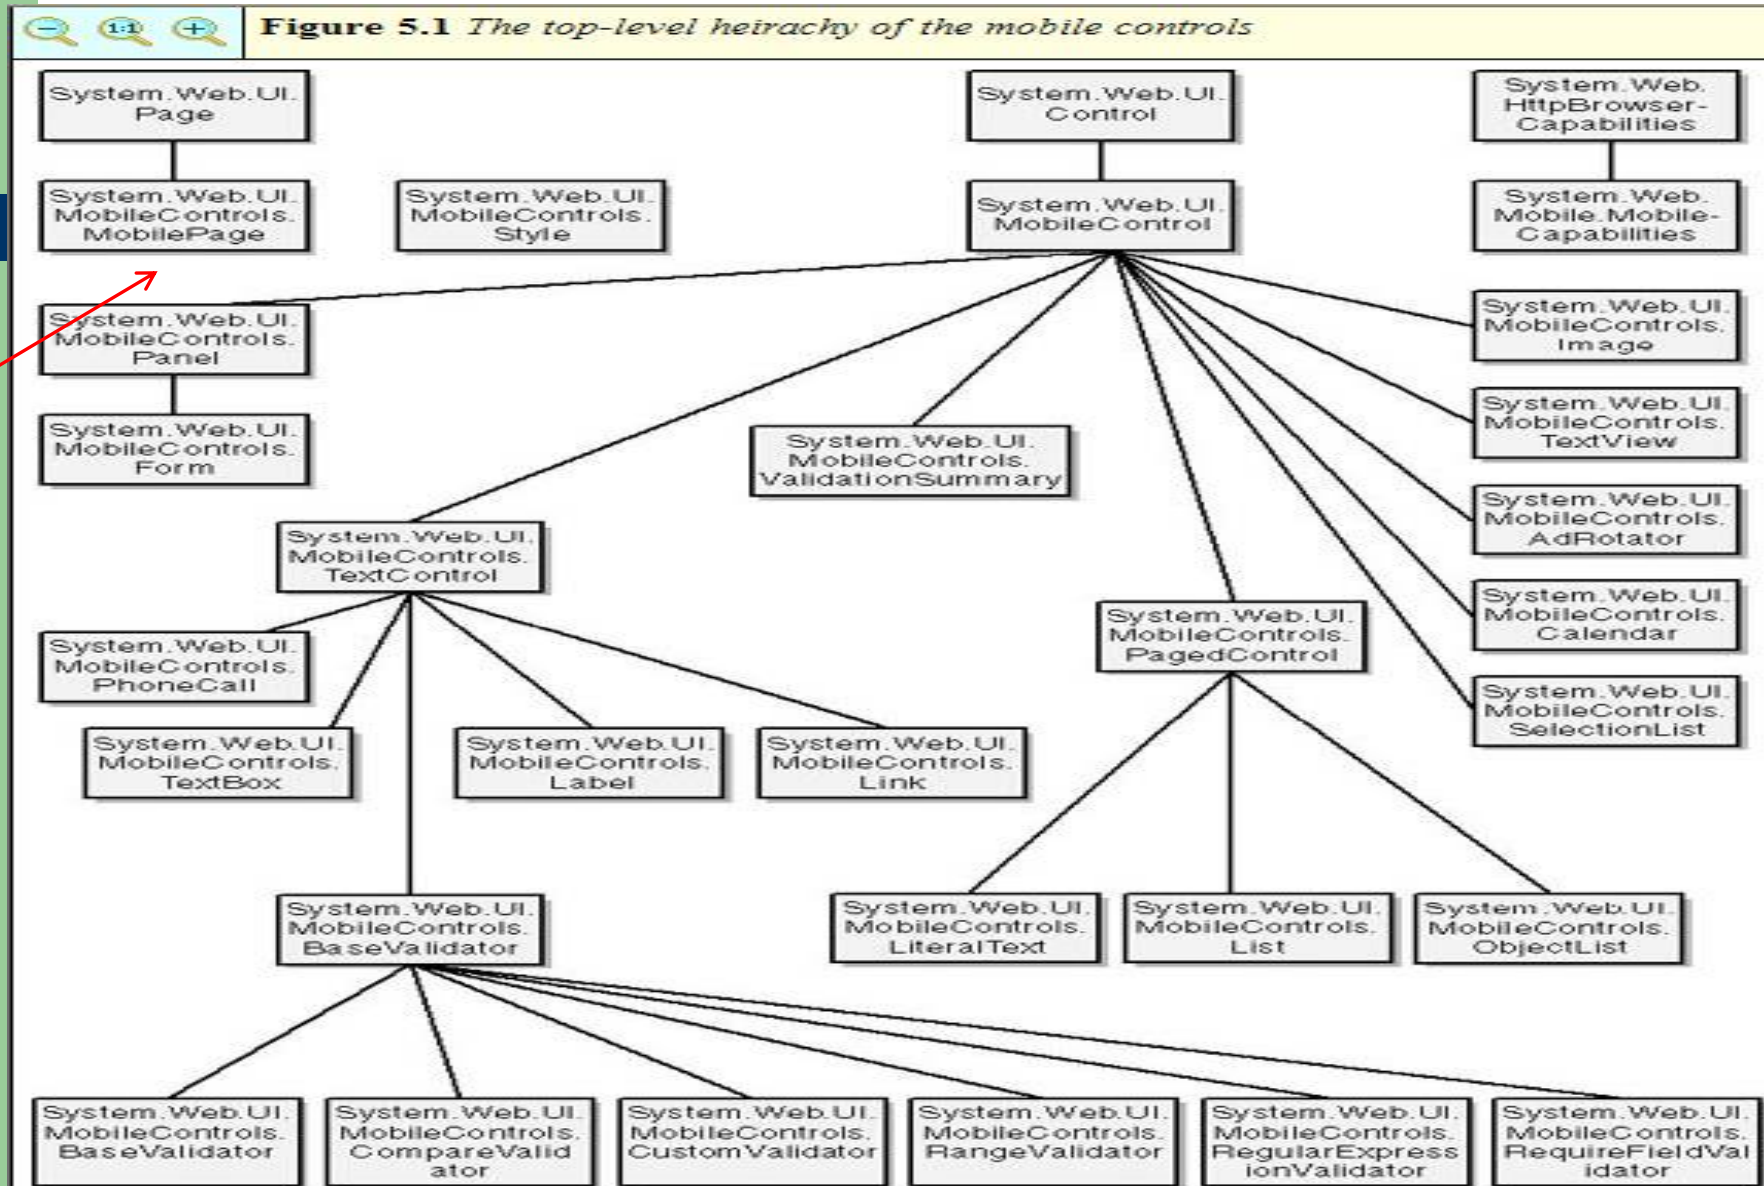 1:1
Figure 5.1 The top-level heirachy of the mobile controls
System.Web.UI.
Page
System.Web.UI.
Control
System.Web.
HttpBrowser-
Capabilities
System.Web.UI.
MobileControls.
MobilePage
System.Web.UI.
MobileControls.
Style
System.Web.UI.
MobileControl
System.Web.
Mobile.Mobile-
Capabilities
System.Web.UI.
MobileControls.
Panel
System.Web.UI.
MobileControls.
Image
System.Web.UI.
MobileControls.
TextView
System.Web.UI.
MobileControls.
Form
System.Web.UI.
MobileControls.
ValidationSummary
System.Web.UI.
MobileControls.
AdRotator
System.Web.UI.
MobileControls.
TextControl
System.Web.UI.
MobileControls.
Calendar
System.Web.UI.
MobileControls.
PagedControl
System.Web.UI.
MobileControls.
PhoneCall
System.Web.UI.
MobileControls.
SelectionList
System.Web.UI.
MobileControls.
TextBox
System.Web.UI.
MobileControls.
Label
System.Web.UI.
MobileControls.
Link
System.Web.UI.
MobileControls.
BaseValidator
System.Web.UI.
MobileControls.
LiteralText
System.Web.UI.
MobileControls.
List
System.Web.UI.
MobileControls.
ObjectList
System.Web.UI.
MobileControls.
BaseValidator
System.Web.UI.
MobileControls.
CompareValid
ator
System.Web.UI.
MobileControls.
CustomValidator
System.Web.UI.
MobileControls.
RangeValidator
System.Web.UI.
MobileControls.
RegularExpress
ionValidator
System.Web.UI.
MobileControls.
RequireFieldVal
idator